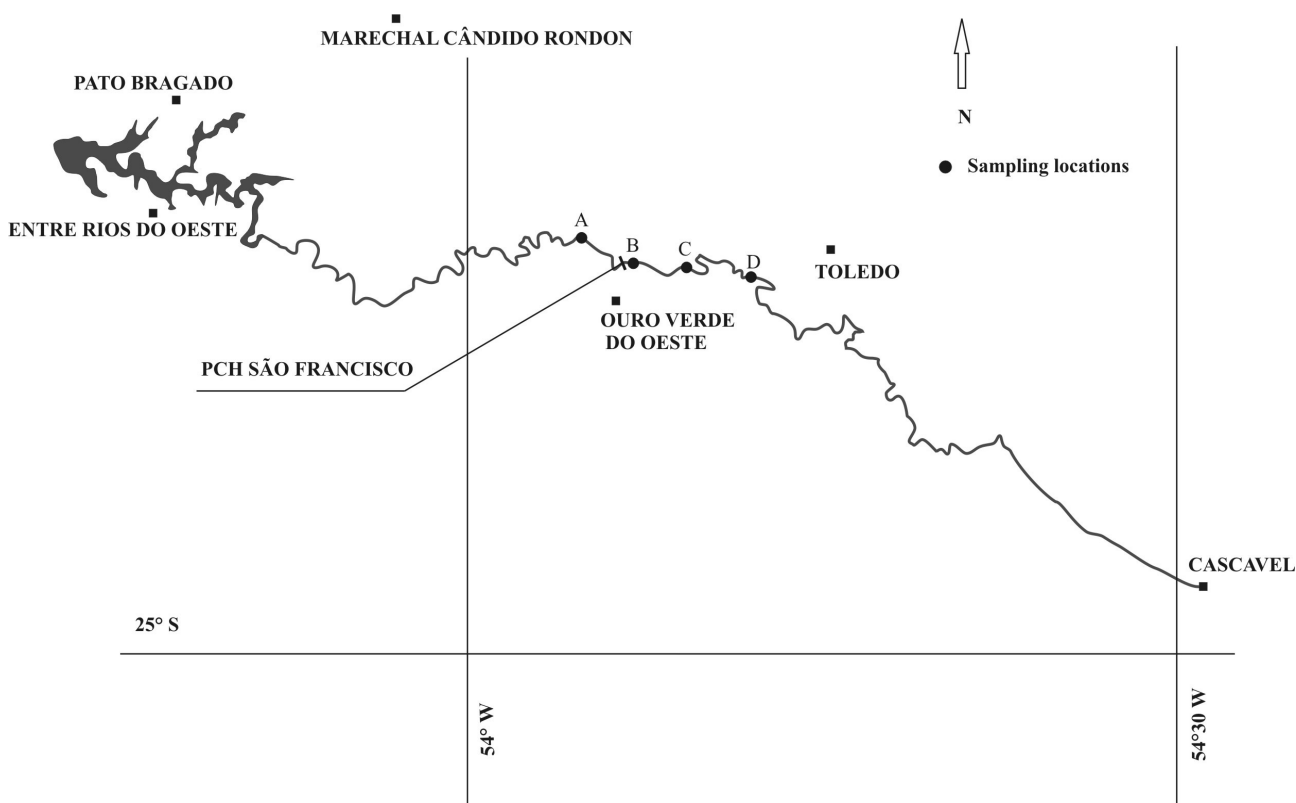 MARECHAL CÂNDIDO RONDON
PATO BRAGADO
N
Sampling locations
ENTRE RIOS DO OESTE
A
B
C
D
TOLEDO
OURO VERDE
DO OESTE
PCH SÃO FRANCISCO
CASCAVEL
25° S
54° W
54°30 W